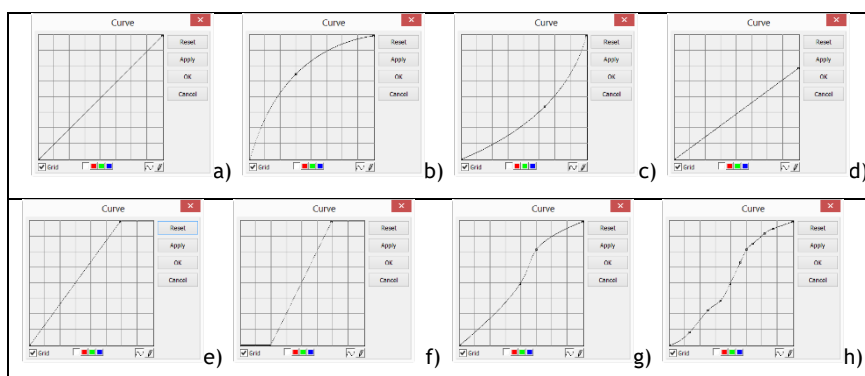 Curve
Reset
Apply
OK
Cancel
Grid
a)
Curve
Reset
Apply
OK
Cancel
Grid
b)
Curve
Reset
Apply
OK
Cancel
Grid
c)
Curve
Reset
Apply
OK
Cancel
Grid
d)
Curve
Reset
Apply
OK
Cancel
Grid
e)
Curve
Reset
Apply
OK
Cancel
Grid
f)
Curve
Reset
Apply
OK
Cancel
Grid
g)
Curve
Reset
Apply
OK
Cancel
Grid
h)